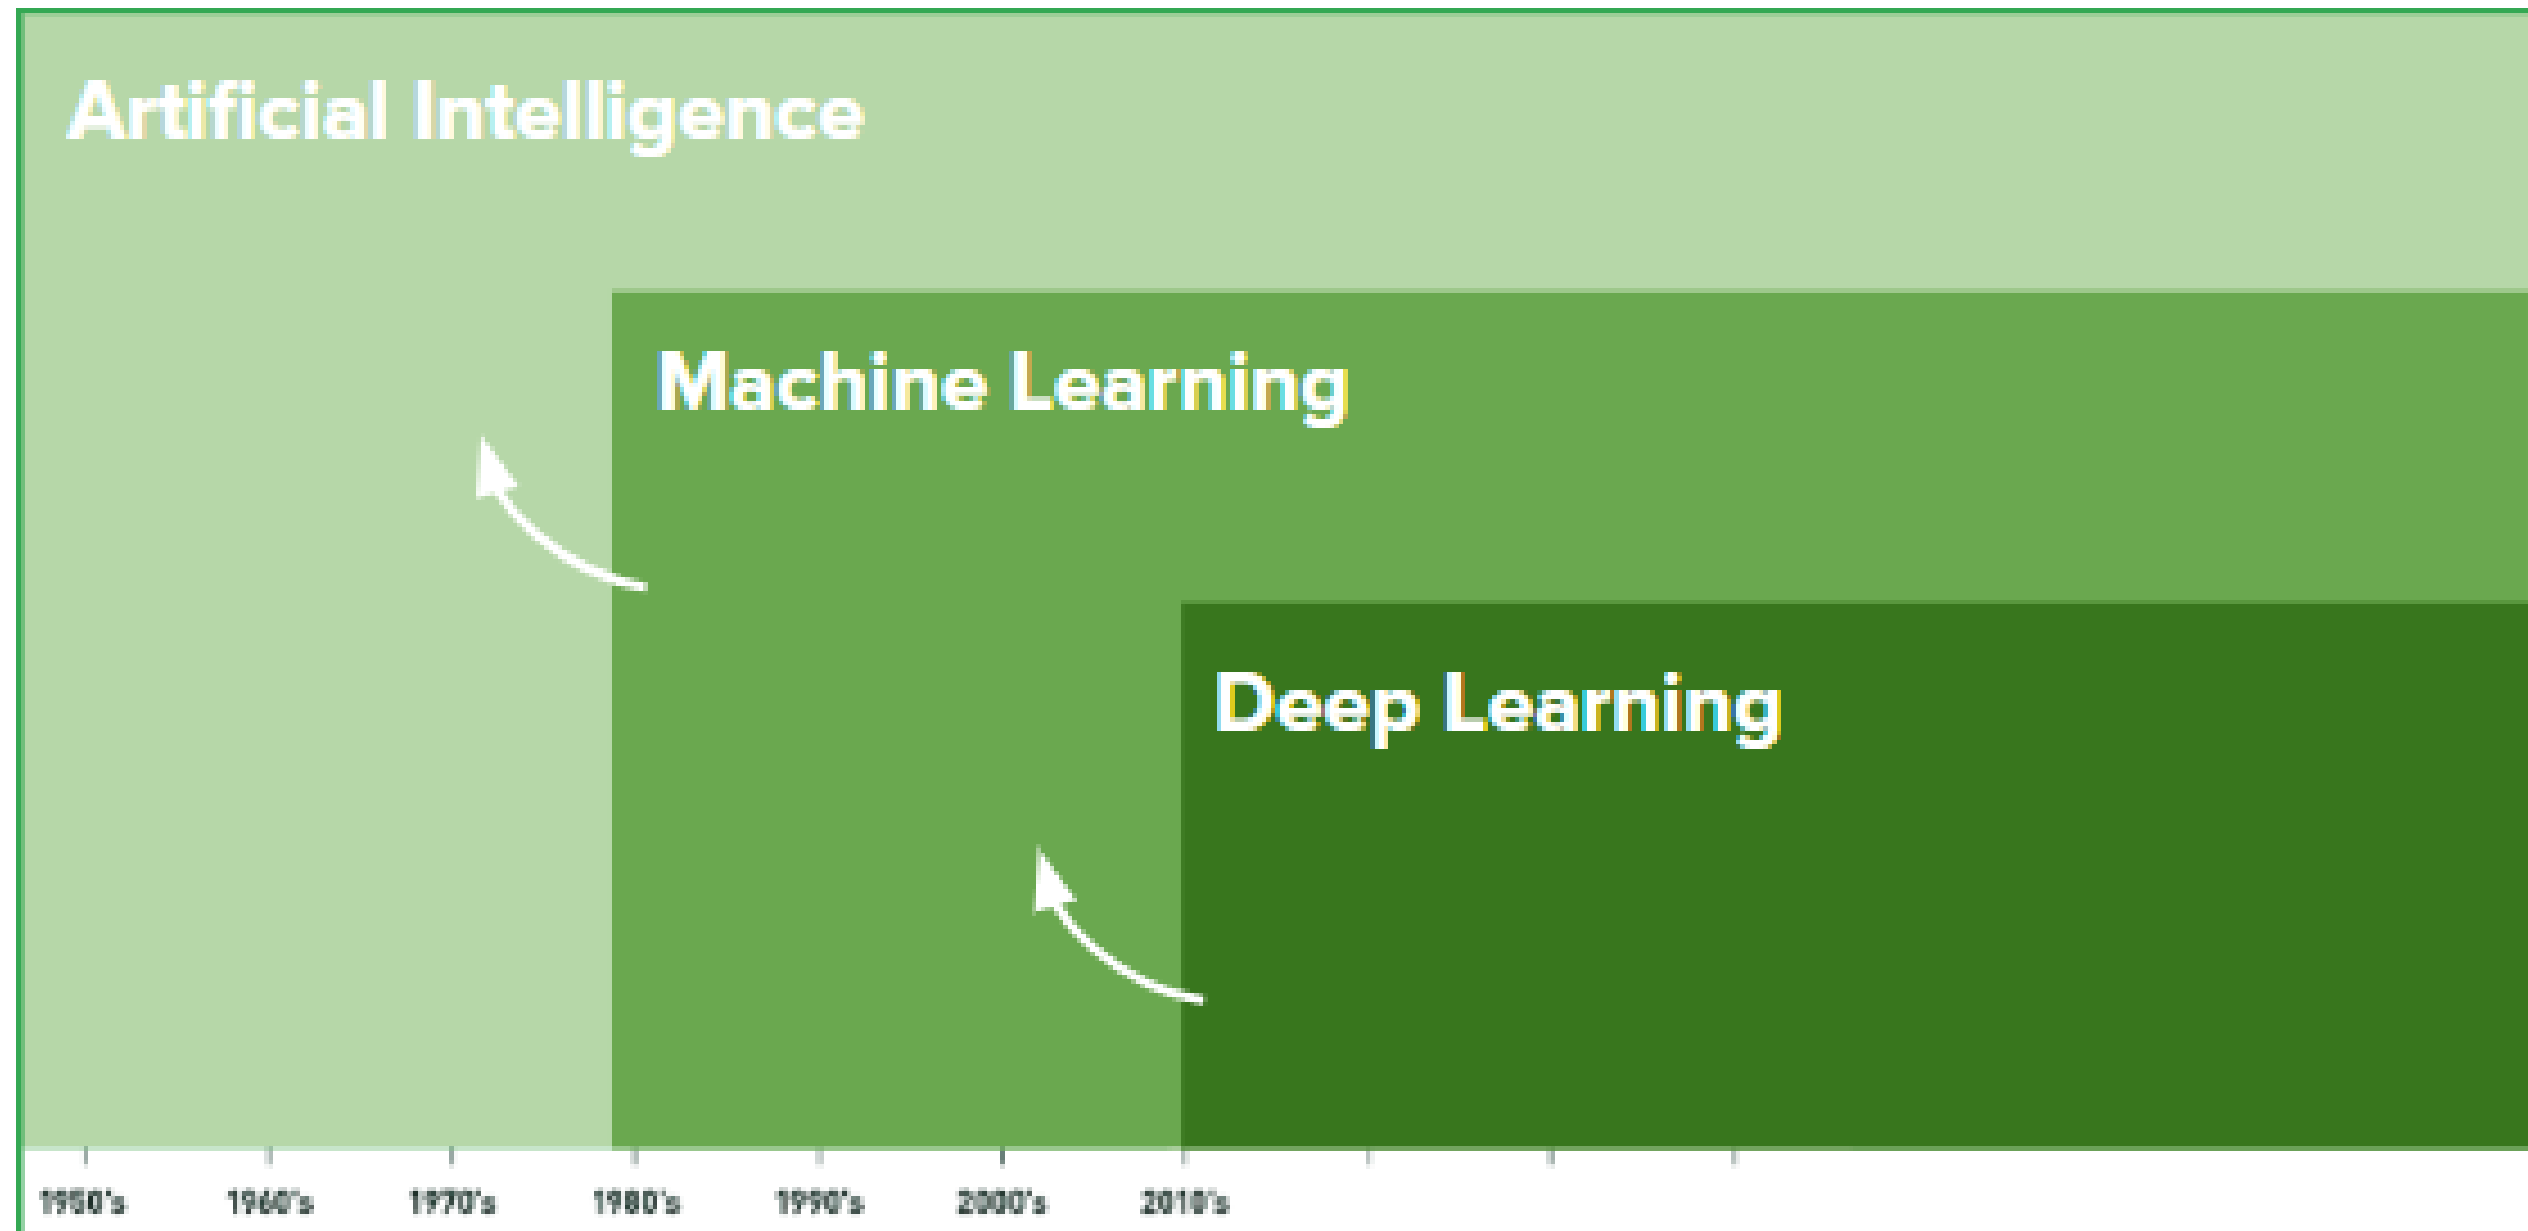 Artificial Intelligence
Machine Learning
Deep Learning
1950's 1960's 1970's 1980's 1990's 2000's 2010's